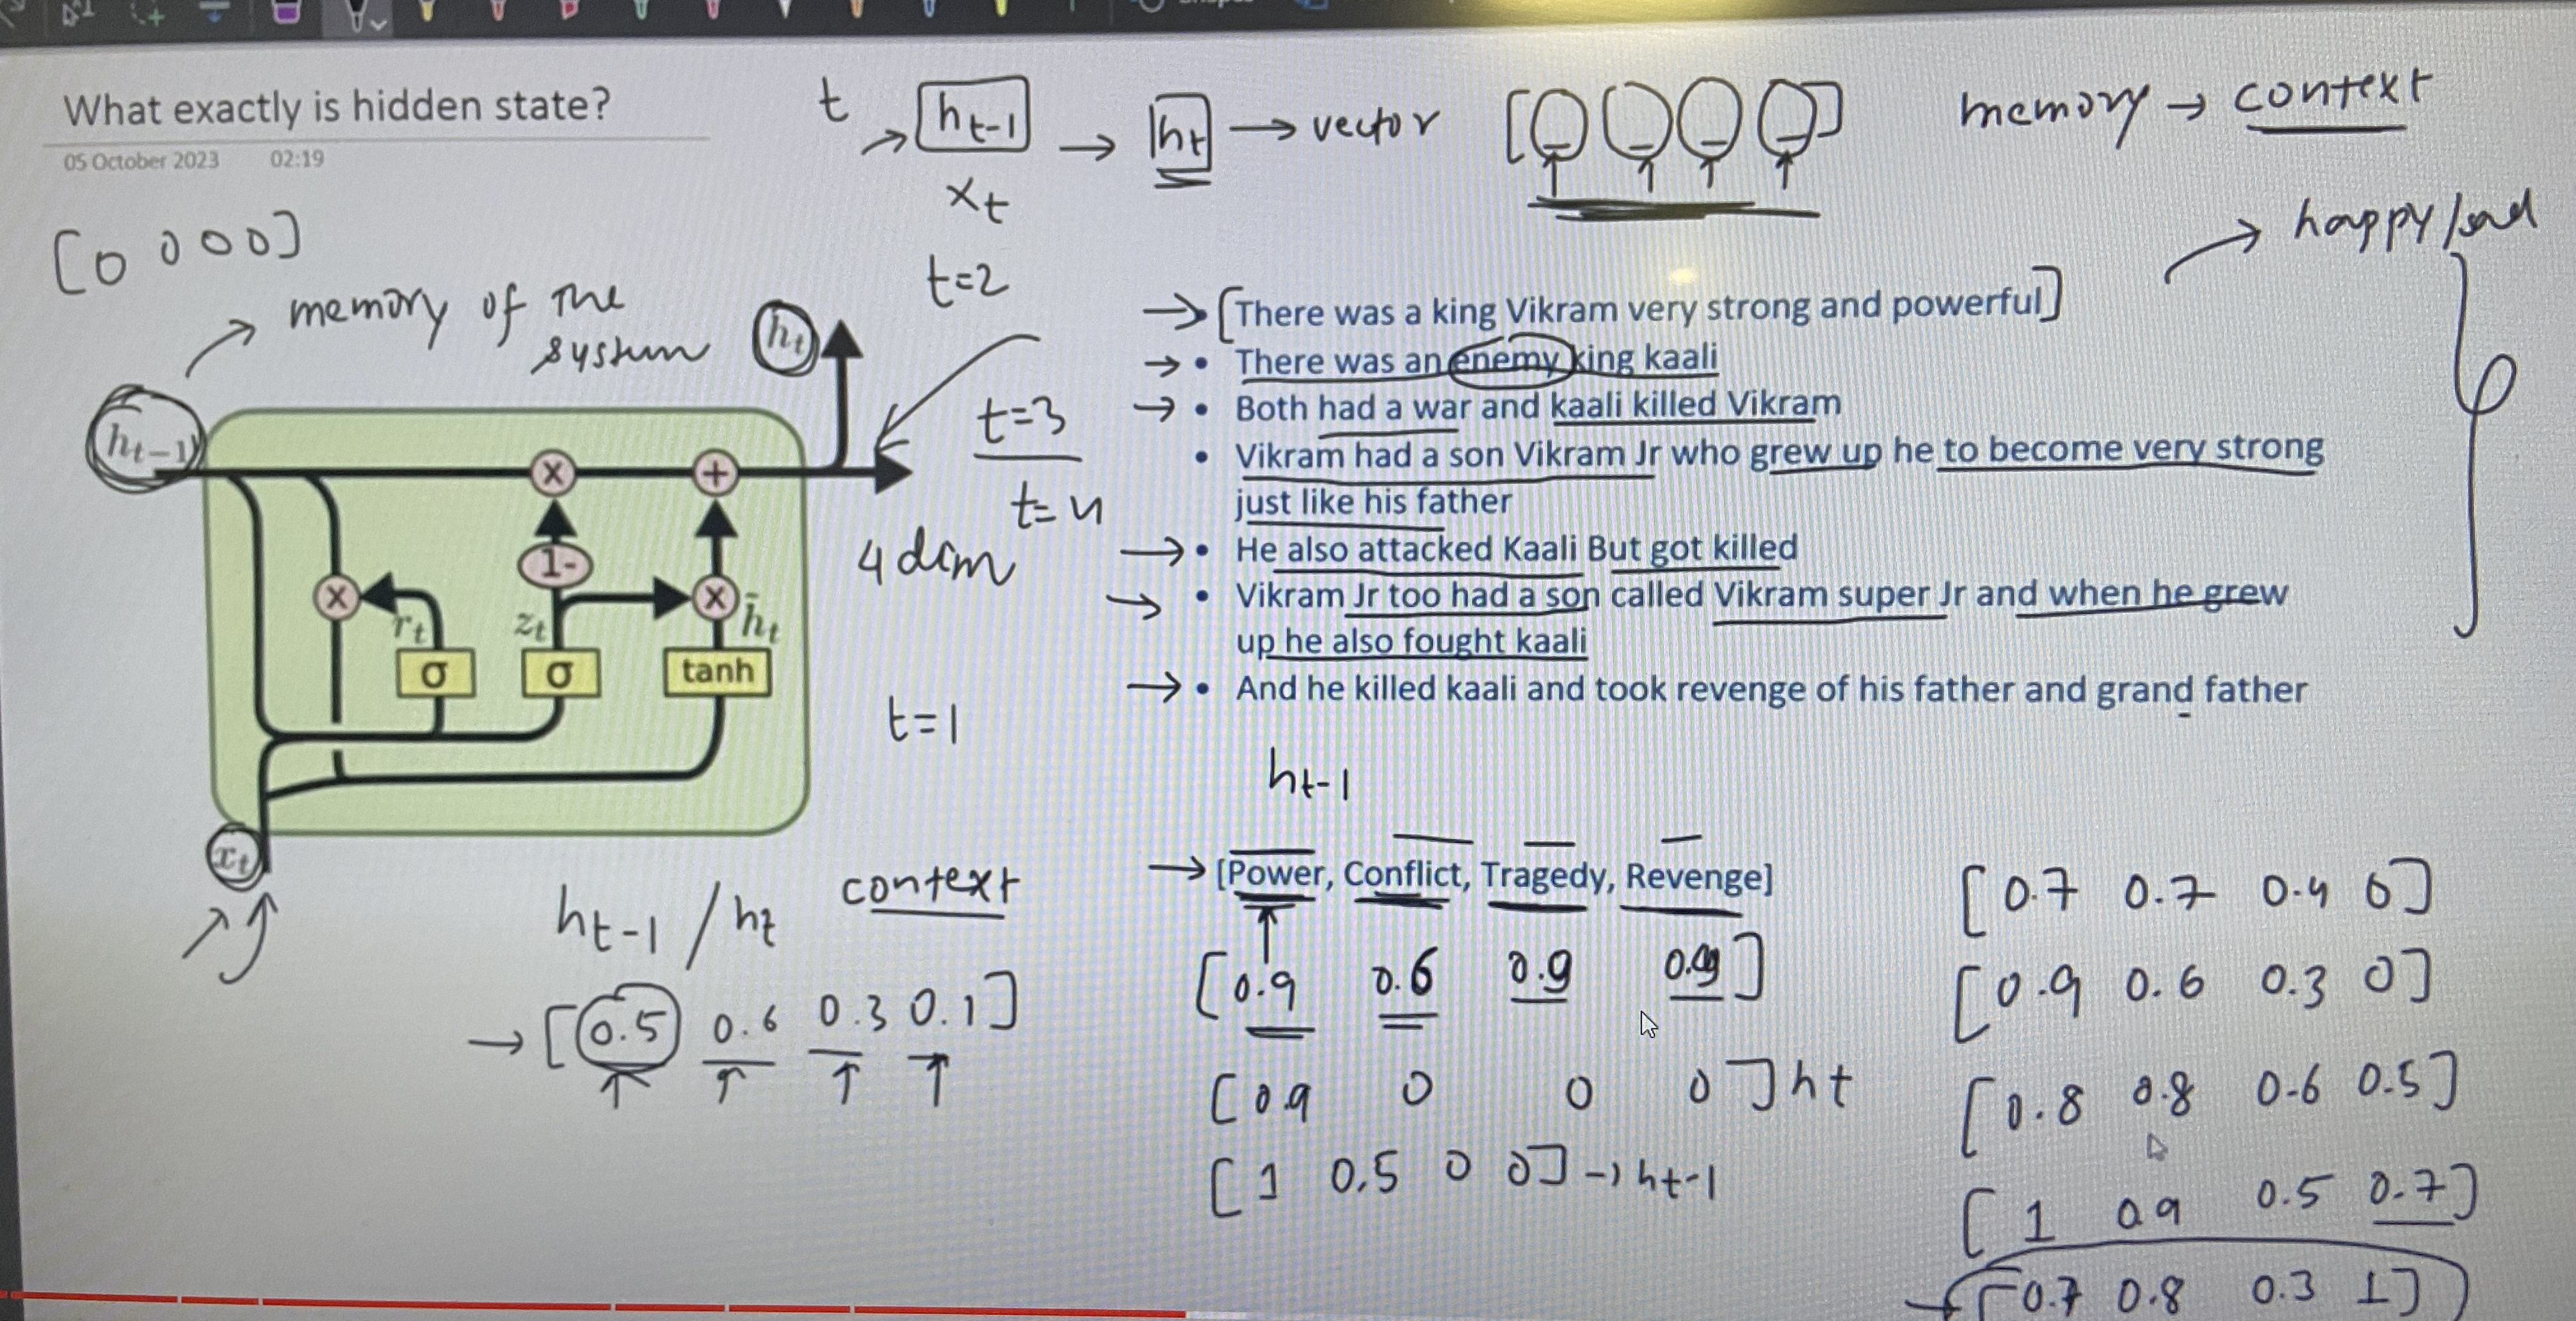 What exactly is hidden state?
05 October 2023 02:19
t
h_{t-1}
x_t
h_t → vector [ _ _ _ _ ]
memory → context
happy/sad
[0 0 0 0]
memory of the
system
t=2
t=3
4 dim
t=1
h_{t-1}
h_t
r_t
z_t
h̃_t
x_t
×
+
1-
×
×
σ
σ
tanh
[There was a king Vikram very strong and powerful]
• There was an enemy king kaali
• Both had a war and kaali killed Vikram
• Vikram had a son Vikram Jr who grew up he to become very strong
just like his father
• He also attacked Kaali But got killed
• Vikram Jr too had a son called Vikram super Jr and when he grew
up he also fought kaali
• And he killed kaali and took revenge of his father and grand father
h_{t-1} / h_t context
→ [0.5 0.6 0.3 0.1]
h_{t-1}
→ [Power, Conflict, Tragedy, Revenge]
[0.9 0.6 0.9 ]
[0.9 0 0 0] h_t
[1 0.5 0 0] → h_{t-1}
[0.7 0.7 0.4 0]
[0.9 0.6 0.3 0]
[0.8 0.8 0.6 0.5]
[1 0.9 0.5 0.7]
→ [0.7 0.8 0.3 1]